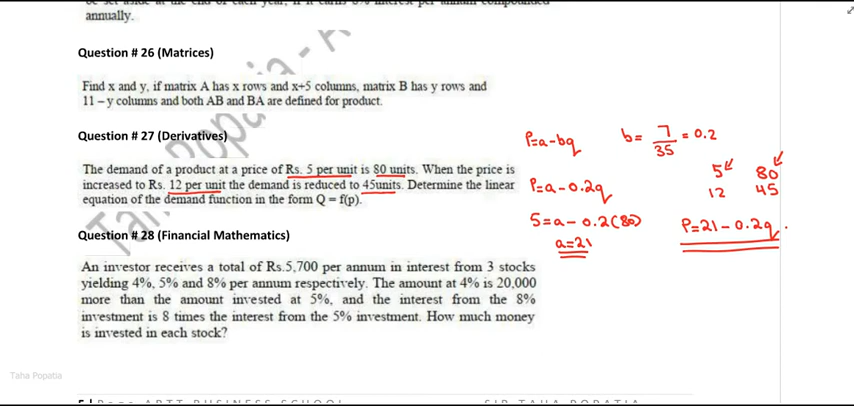 annually.
Question # 26 (Matrices)
Find x and y, if matrix A has x rows and x+5 columns, matrix B has y rows and
11 – y columns and both AB and BA are defined for product.
Question # 27 (Derivatives)
The demand of a product at a price of Rs. 5 per unit is 80 units. When the price is
increased to Rs. 12 per unit the demand is reduced to 45units. Determine the linear
equation of the demand function in the form Q = f(p).
P=a-bq
b= 7/35 = 0.2
5 80
12 45
P=a-0.2q
5=a-0.2(80)
a=21
P=21-0.2q.
Question # 28 (Financial Mathematics)
An investor receives a total of Rs.5,700 per annum in interest from 3 stocks
yielding 4%, 5% and 8% per annum respectively. The amount at 4% is 20,000
more than the amount invested at 5%, and the interest from the 8%
investment is 8 times the interest from the 5% investment. How much money
is invested in each stock?
Taha Popatia